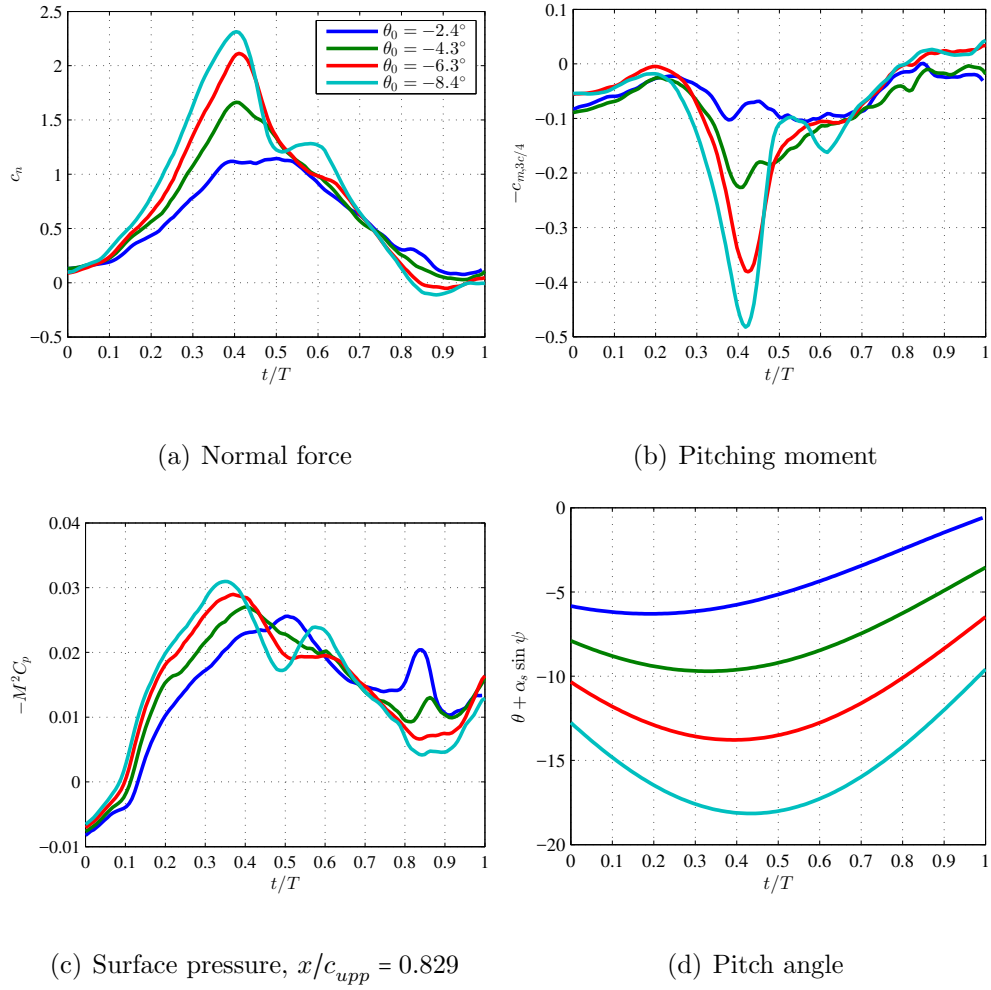 2.5
2
1.5
1
0.5
0
−0.5
c_n
θ_0 = −2.4°
θ_0 = −4.3°
θ_0 = −6.3°
θ_0 = −8.4°
0 0.1 0.2 0.3 0.4 0.5 0.6 0.7 0.8 0.9 1
t/T
(a) Normal force
0
−0.1
−0.2
−0.3
−0.4
−0.5
−c_{m,3c/4}
0 0.1 0.2 0.3 0.4 0.5 0.6 0.7 0.8 0.9 1
t/T
(b) Pitching moment
0.04
0.03
0.02
0.01
0
−0.01
−M²C_p
0 0.1 0.2 0.3 0.4 0.5 0.6 0.7 0.8 0.9 1
t/T
(c) Surface pressure, x/c_{upp} = 0.829
0
−5
−10
−15
−20
θ + α_s sin ψ
0 0.1 0.2 0.3 0.4 0.5 0.6 0.7 0.8 0.9 1
t/T
(d) Pitch angle